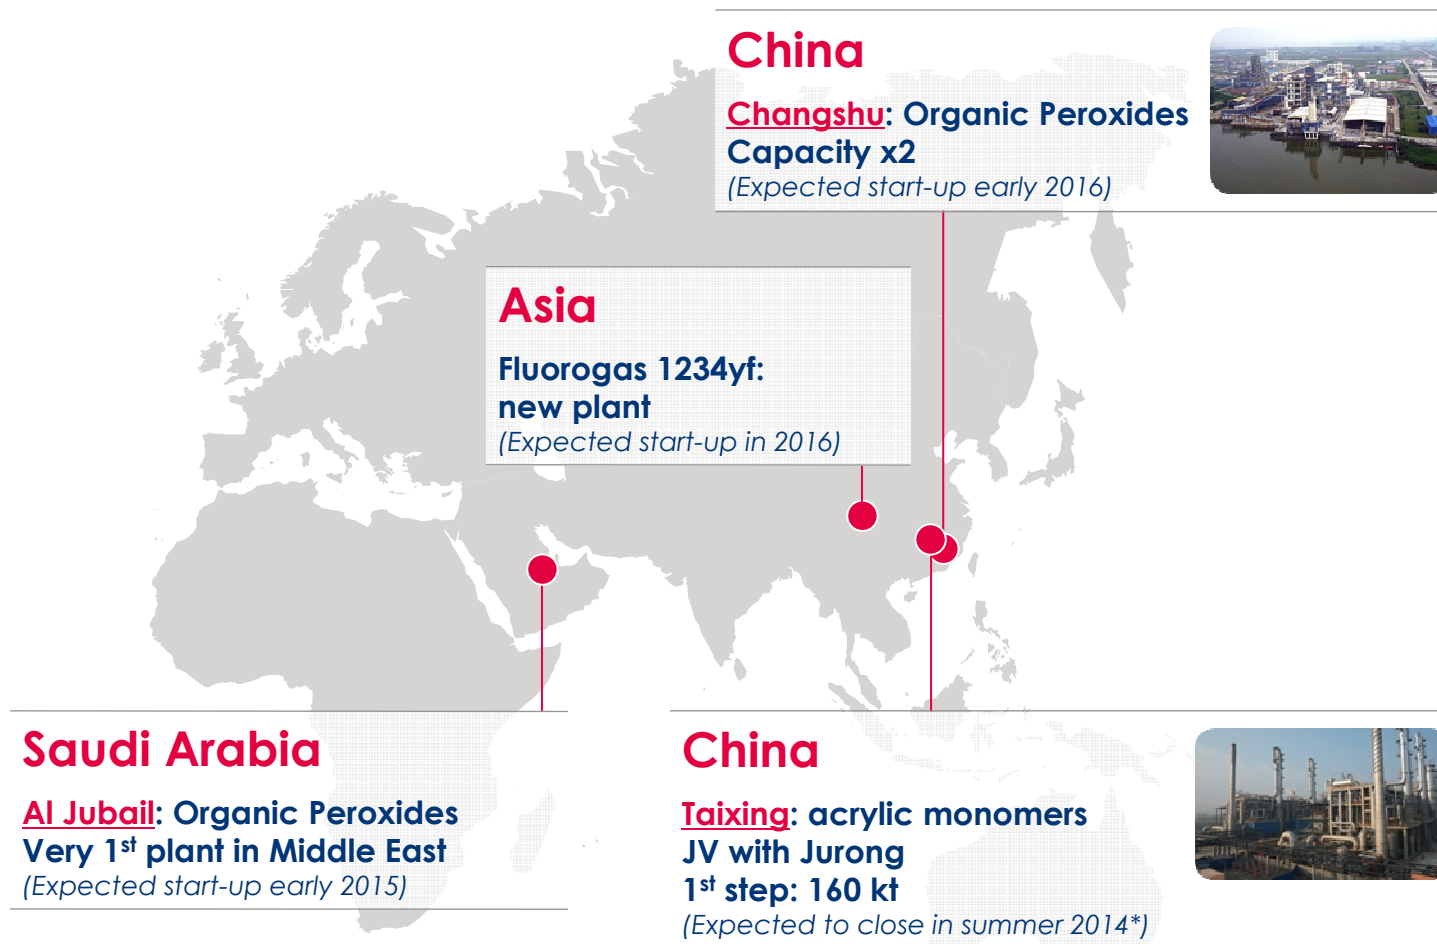 China
Changshu: Organic Peroxides
Capacity x2
(Expected start-up early 2016)
Asia
Fluorogas 1234yf:
new plant
(Expected start-up in 2016)
Saudi Arabia
Al Jubail: Organic Peroxides
Very 1st plant in Middle East
(Expected start-up early 2015)
China
Taixing: acrylic monomers
JV with Jurong
1st step: 160 kt
(Expected to close in summer 2014*)